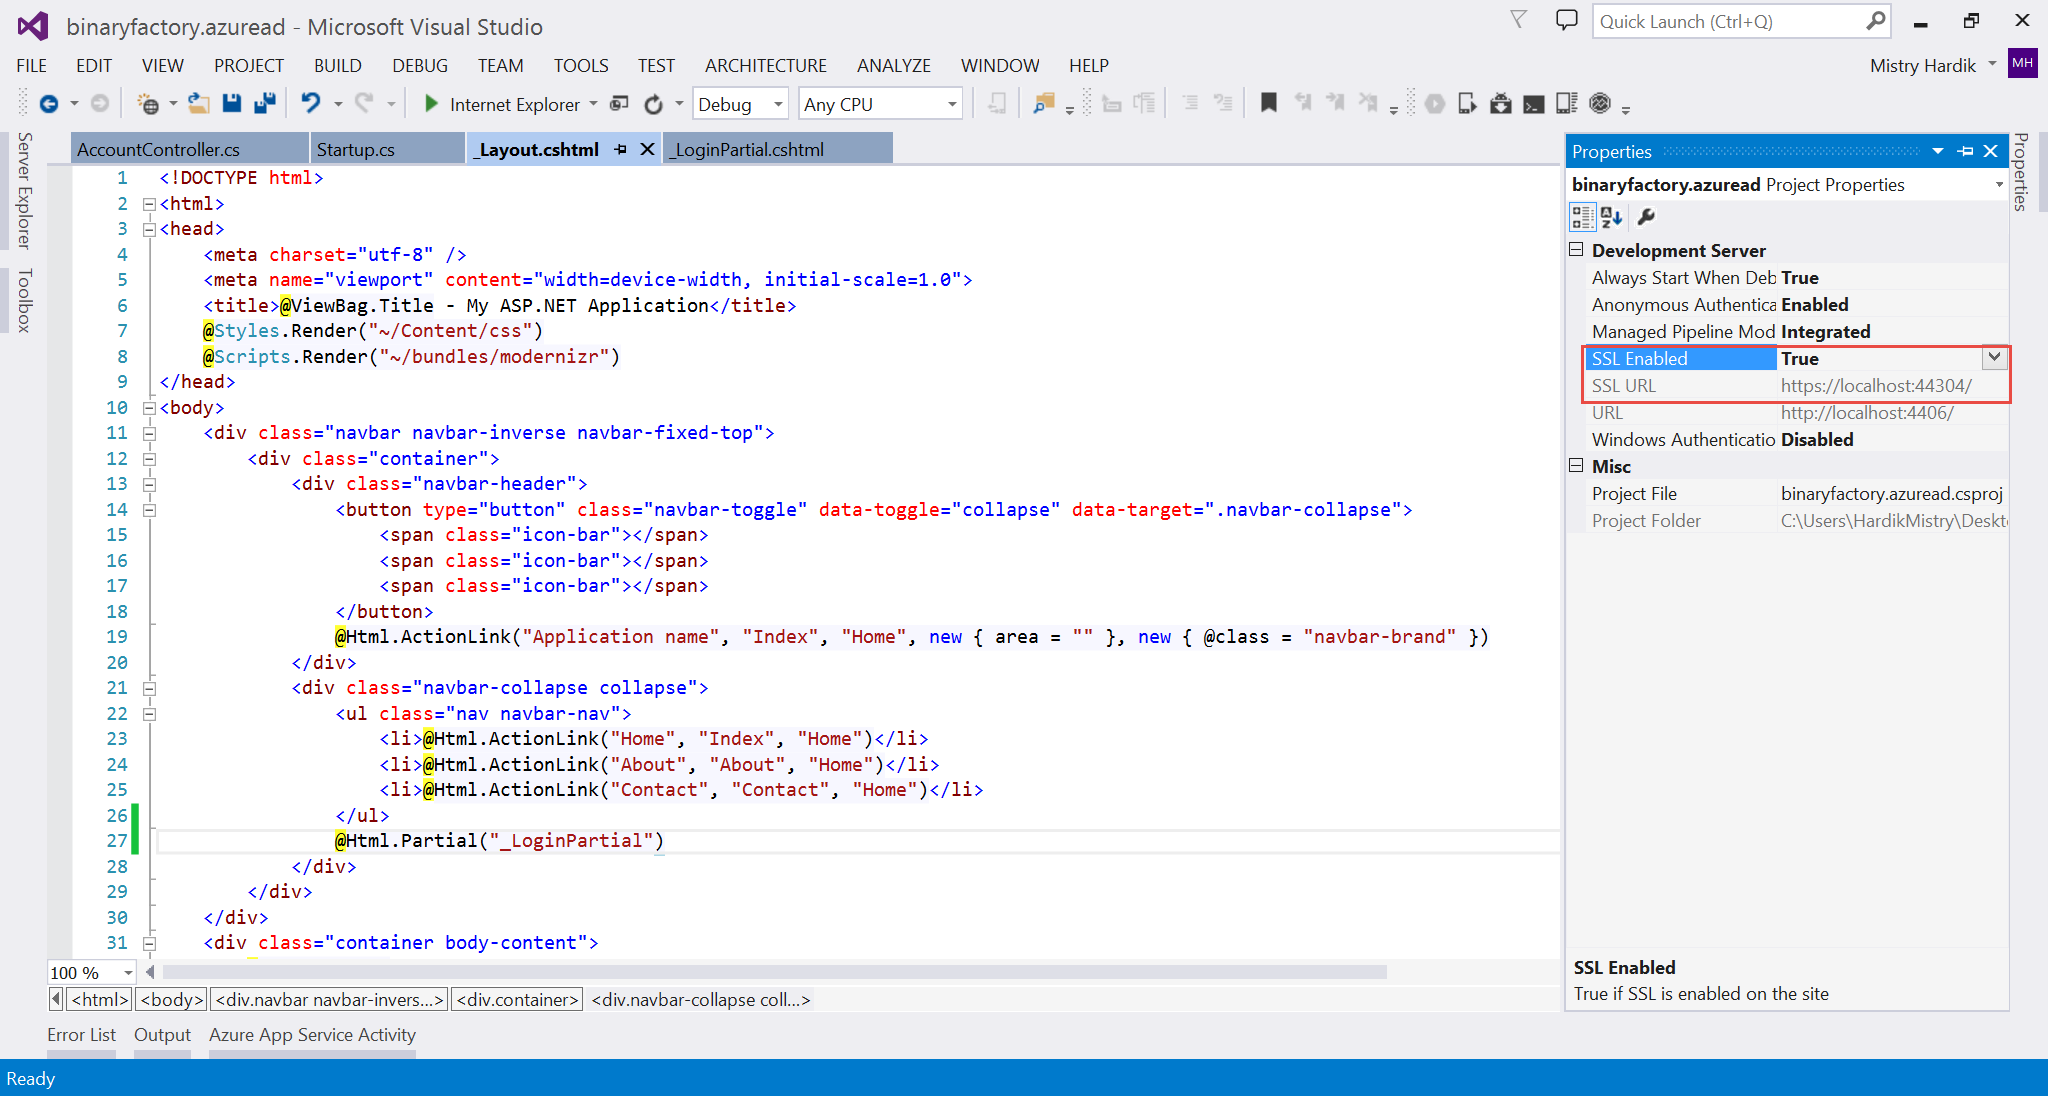 binaryfactory.azuread - Microsoft Visual Studio
Quick Launch (Ctrl+Q)
FILE EDIT VIEW PROJECT BUILD DEBUG TEAM TOOLS TEST ARCHITECTURE ANALYZE WINDOW HELP
Mistry Hardik MH
Internet Explorer Debug Any CPU
Server Explorer
Toolbox
AccountController.cs Startup.cs _Layout.cshtml _LoginPartial.cshtml
1 <!DOCTYPE html>
2 <html>
3 <head>
4 <meta charset="utf-8" />
5 <meta name="viewport" content="width=device-width, initial-scale=1.0">
6 <title>@ViewBag.Title - My ASP.NET Application</title>
7 @Styles.Render("~/Content/css")
8 @Scripts.Render("~/bundles/modernizr")
9 </head>
10 <body>
11 <div class="navbar navbar-inverse navbar-fixed-top">
12 <div class="container">
13 <div class="navbar-header">
14 <button type="button" class="navbar-toggle" data-toggle="collapse" data-target=".navbar-collapse">
15 <span class="icon-bar"></span>
16 <span class="icon-bar"></span>
17 <span class="icon-bar"></span>
18 </button>
19 @Html.ActionLink("Application name", "Index", "Home", new { area = "" }, new { @class = "navbar-brand" })
20 </div>
21 <div class="navbar-collapse collapse">
22 <ul class="nav navbar-nav">
23 <li>@Html.ActionLink("Home", "Index", "Home")</li>
24 <li>@Html.ActionLink("About", "About", "Home")</li>
25 <li>@Html.ActionLink("Contact", "Contact", "Home")</li>
26 </ul>
27 @Html.Partial("_LoginPartial")
28 </div>
29 </div>
30 </div>
31 <div class="container body-content">
100 %
<html> <body> <div.navbar navbar-invers...> <div.container> <div.navbar-collapse coll...>
Properties
binaryfactory.azuread Project Properties
Development Server
Always Start When Deb True
Anonymous Authentica Enabled
Managed Pipeline Mod Integrated
SSL Enabled True
SSL URL https://localhost:44304/
URL http://localhost:4406/
Windows Authenticatio Disabled
Misc
Project File binaryfactory.azuread.csproj
Project Folder C:\Users\HardikMistry\Deskt
SSL Enabled
True if SSL is enabled on the site
Properties
Error List Output Azure App Service Activity
Ready